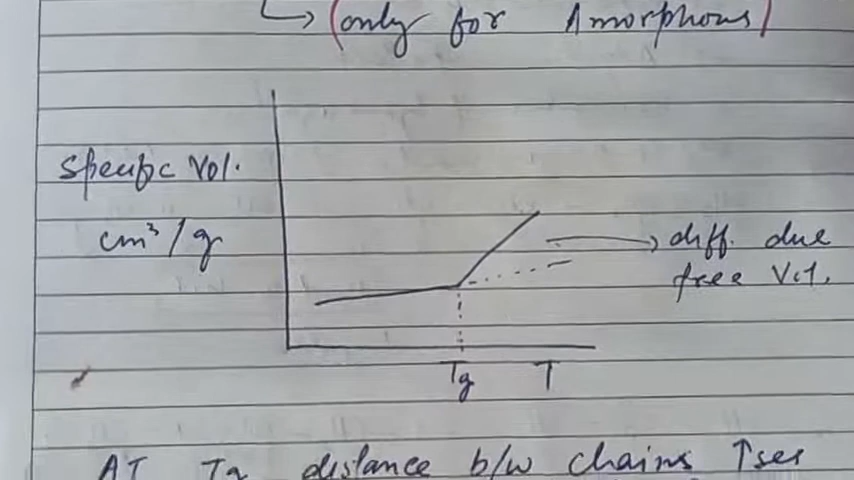 (only for Amorphous)
Specific Vol.
cm³/g
diff. due
free Vol.
Tg T
AT Tg distance b/w chains ↑ses